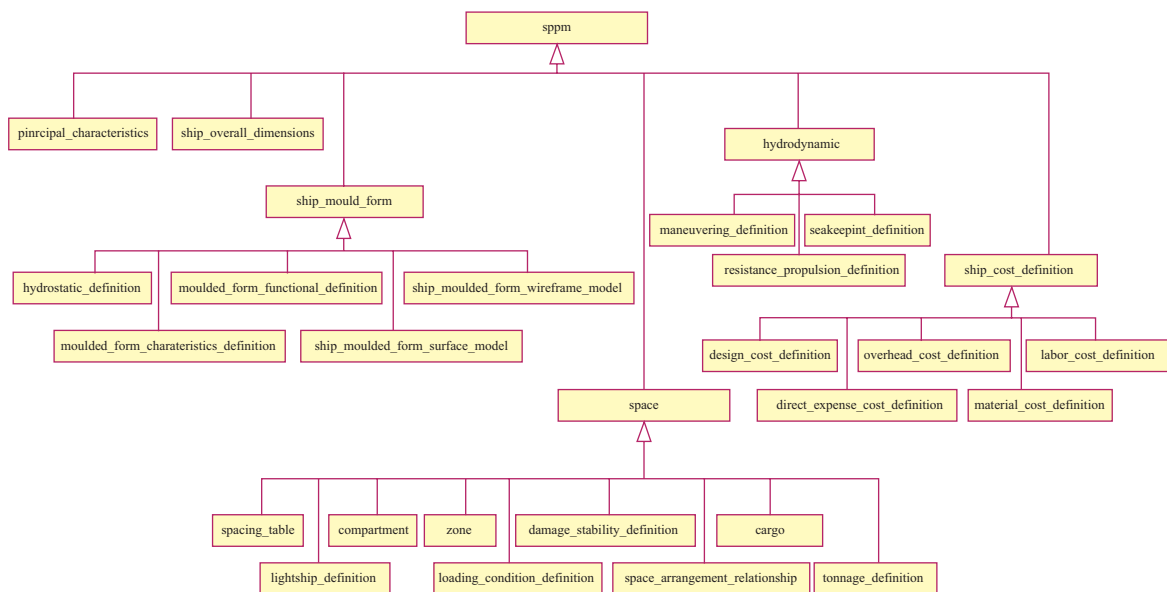 sppm
pinrcipal_characteristics
ship_overall_dimensions
hydrodynamic
ship_mould_form
maneuvering_definition
seakeepint_definition
resistance_propulsion_definition
ship_cost_definition
hydrostatic_definition
moulded_form_functional_definition
ship_moulded_form_wireframe_model
moulded_form_charateristics_definition
ship_moulded_form_surface_model
design_cost_definition
overhead_cost_definition
labor_cost_definition
space
direct_expense_cost_definition
material_cost_definition
spacing_table
compartment
zone
damage_stability_definition
cargo
lightship_definition
loading_condition_definition
space_arrangement_relationship
tonnage_definition